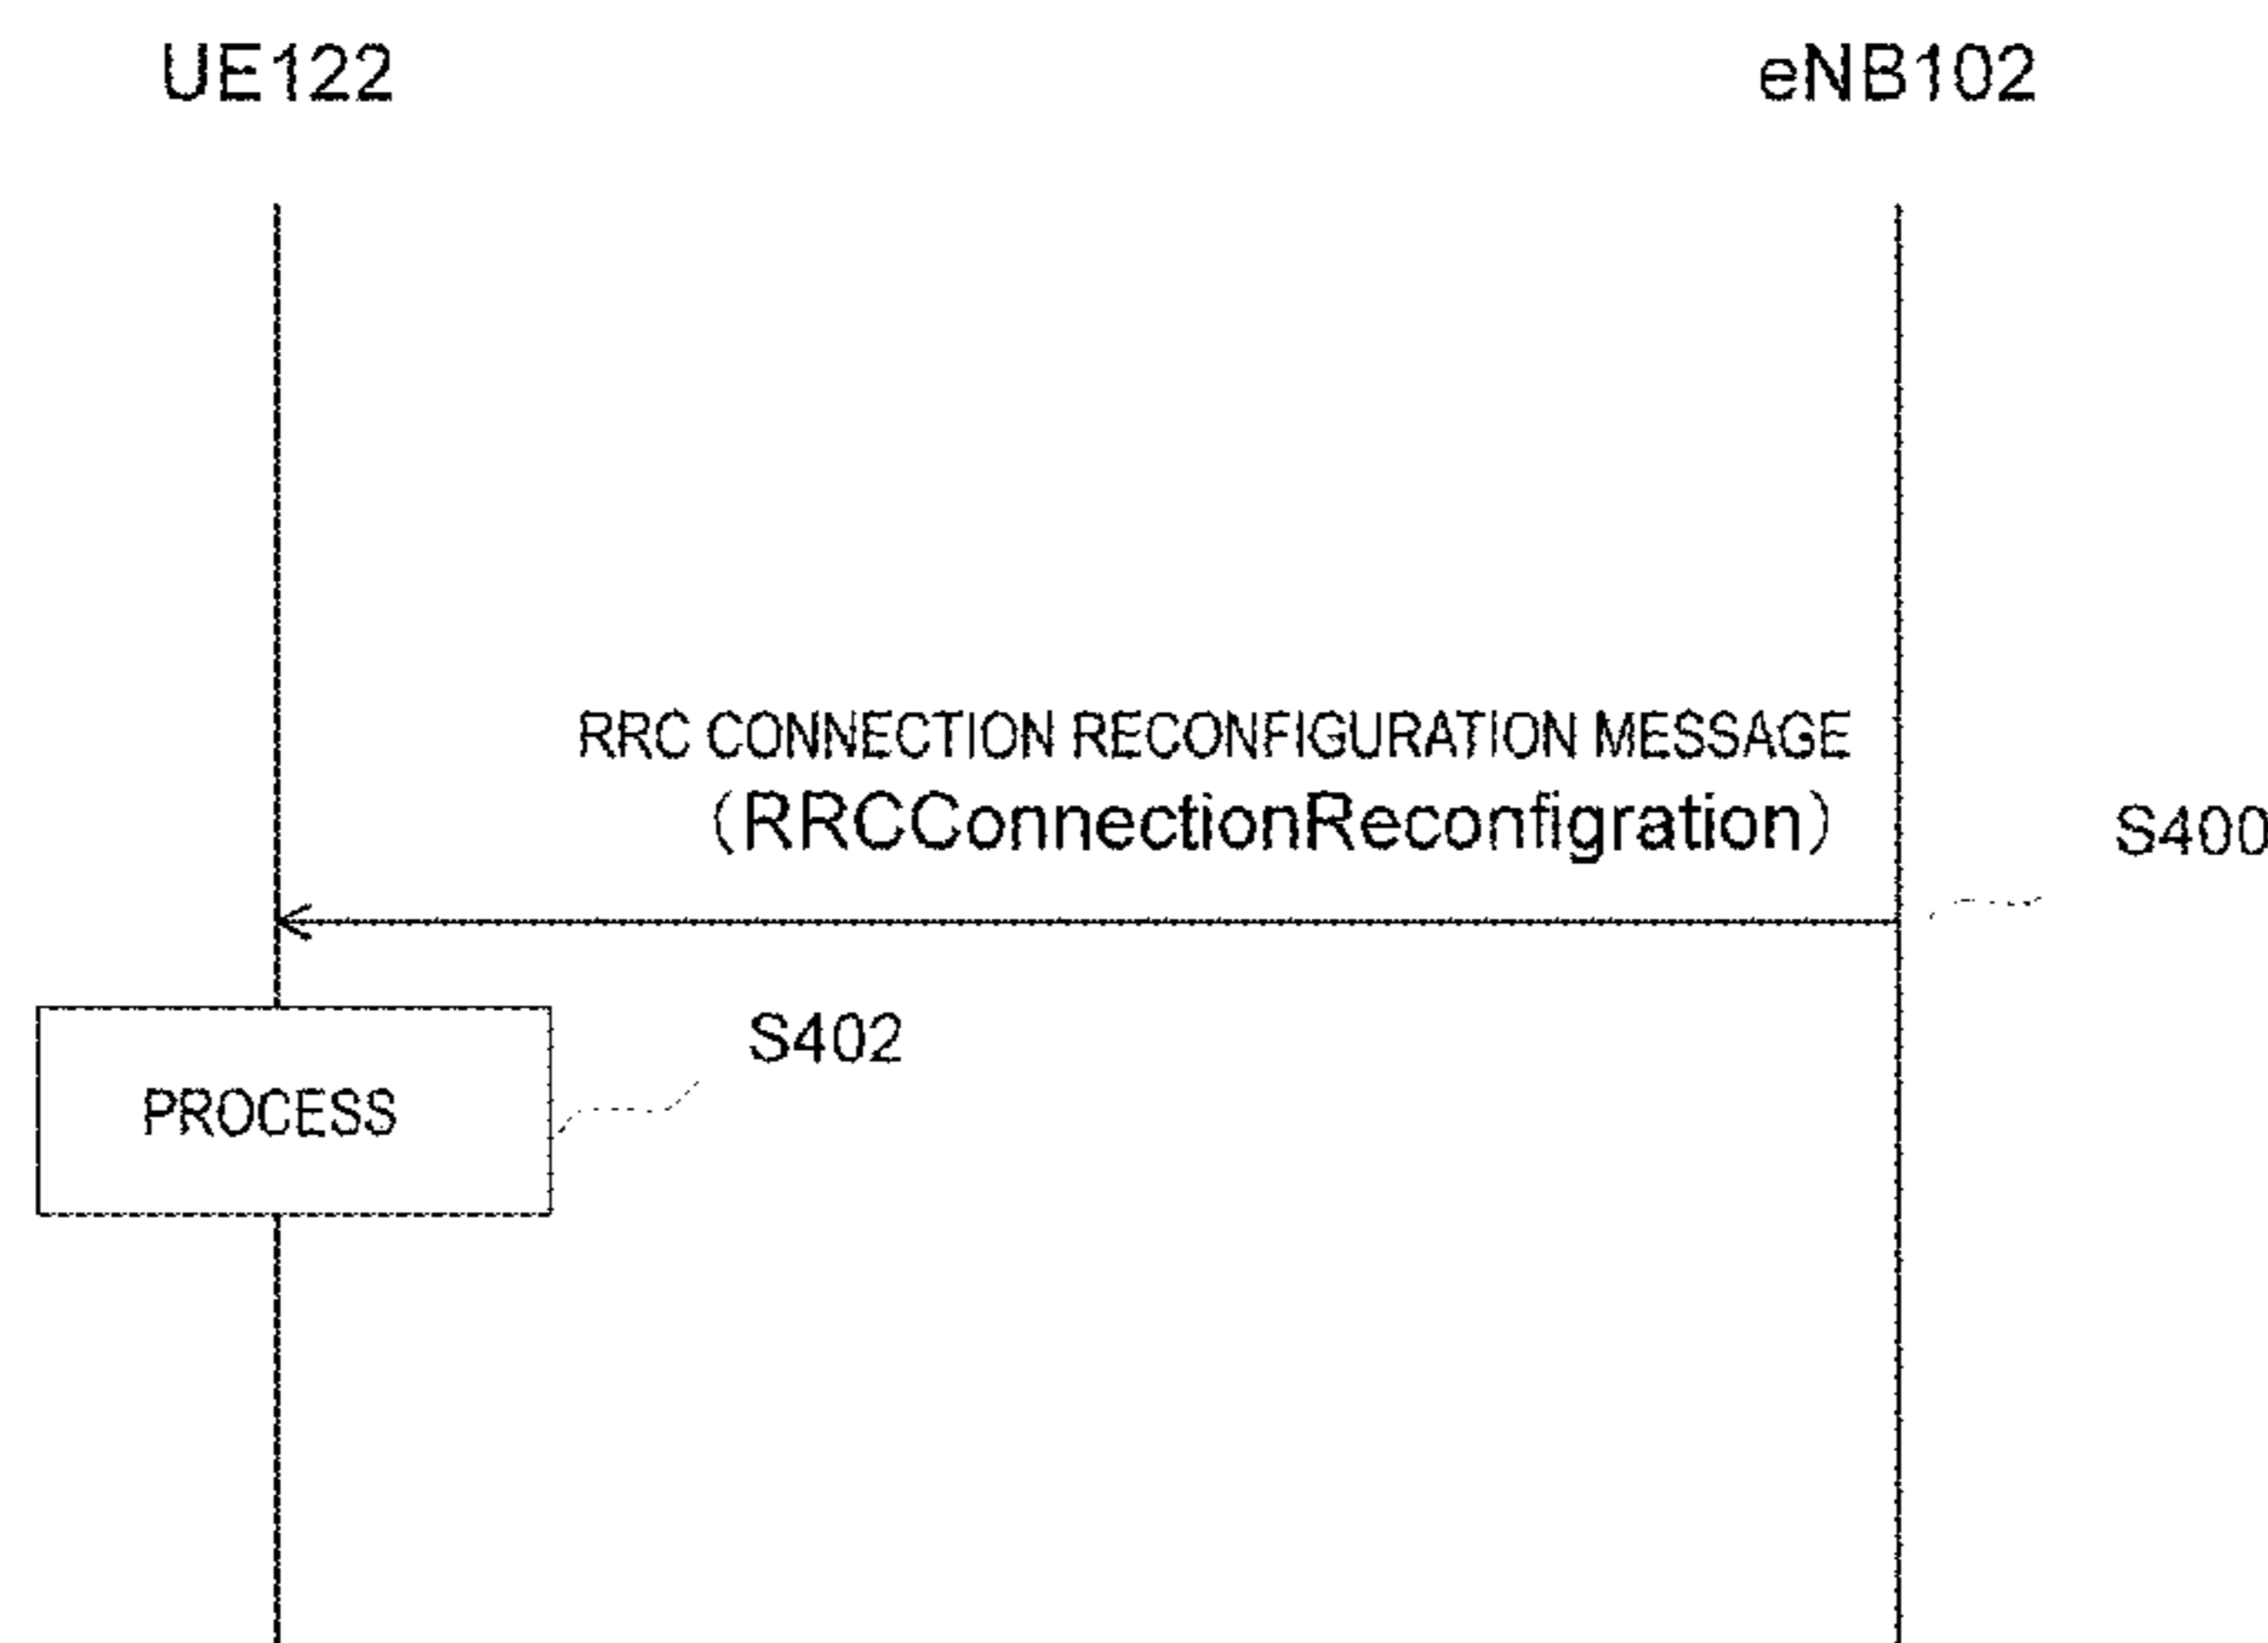 UE122
eNB102
RRC CONNECTION RECONFIGURATION MESSAGE
(RRCConnectionReconfigration)
S400
S402
PROCESS